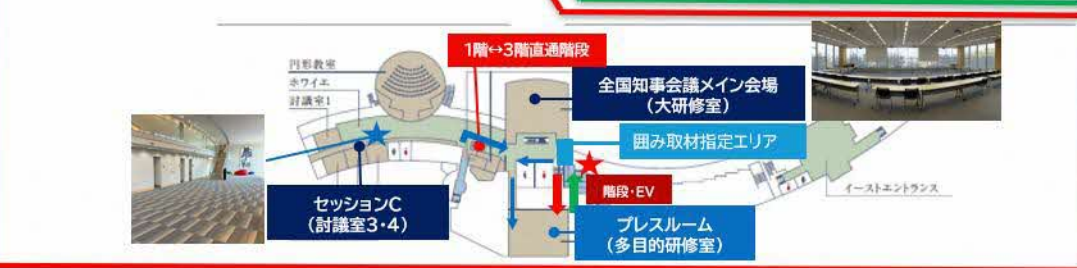 1階↔3階直通階段
円形教室
ホワイエ
討議室1
全国知事会議メイン会場
(大研修室)
囲み取材指定エリア
階段・EV
イーストエントランス
セッションC
(討議室3・4)
プレスルーム
(多目的研修室)